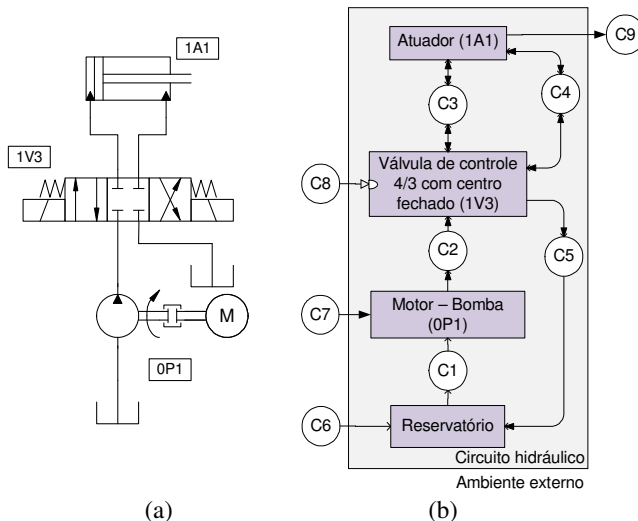 1A1
1V3
M
0P1
(a)
Atuador (1A1)
C9
C3
C4
C8
Válvula de controle
4/3 com centro
fechado (1V3)
C2
C5
C7
Motor – Bomba
(0P1)
C1
C6
Reservatório
Circuito hidráulico
Ambiente externo
(b)